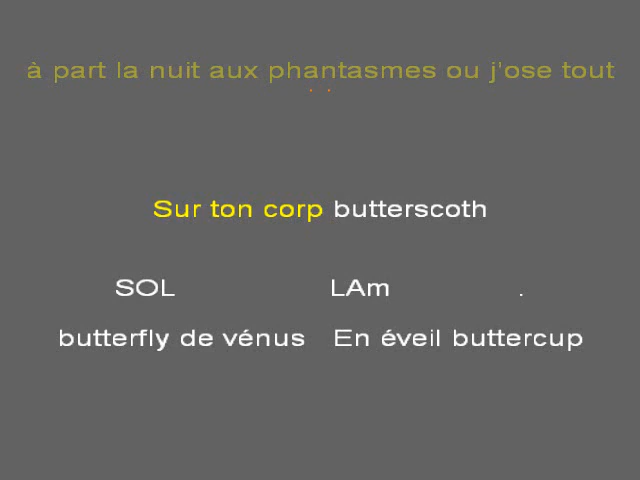 à part la nuit aux phantasmes ou j'ose tout
. .
Sur ton corp butterscoth
SOL LAm .
butterfly de vénus En éveil buttercup